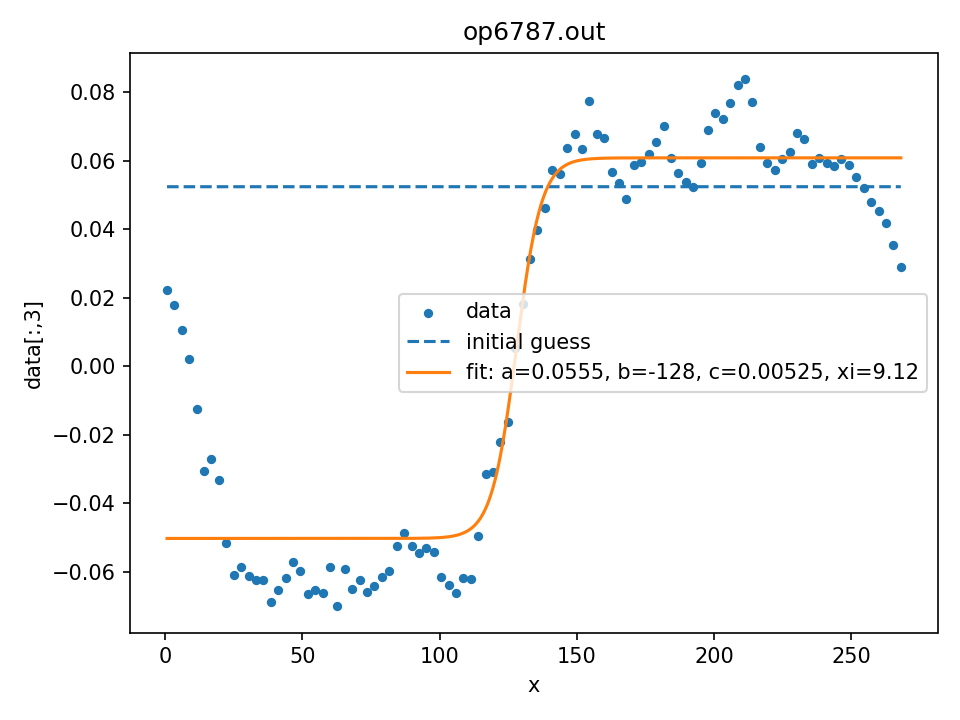 op6787.out
0.08
0.06
0.04
0.02
0.00
−0.02
−0.04
−0.06
data[:,3]
data
initial guess
fit: a=0.0555, b=-128, c=0.00525, xi=9.12
0 50 100 150 200 250
x